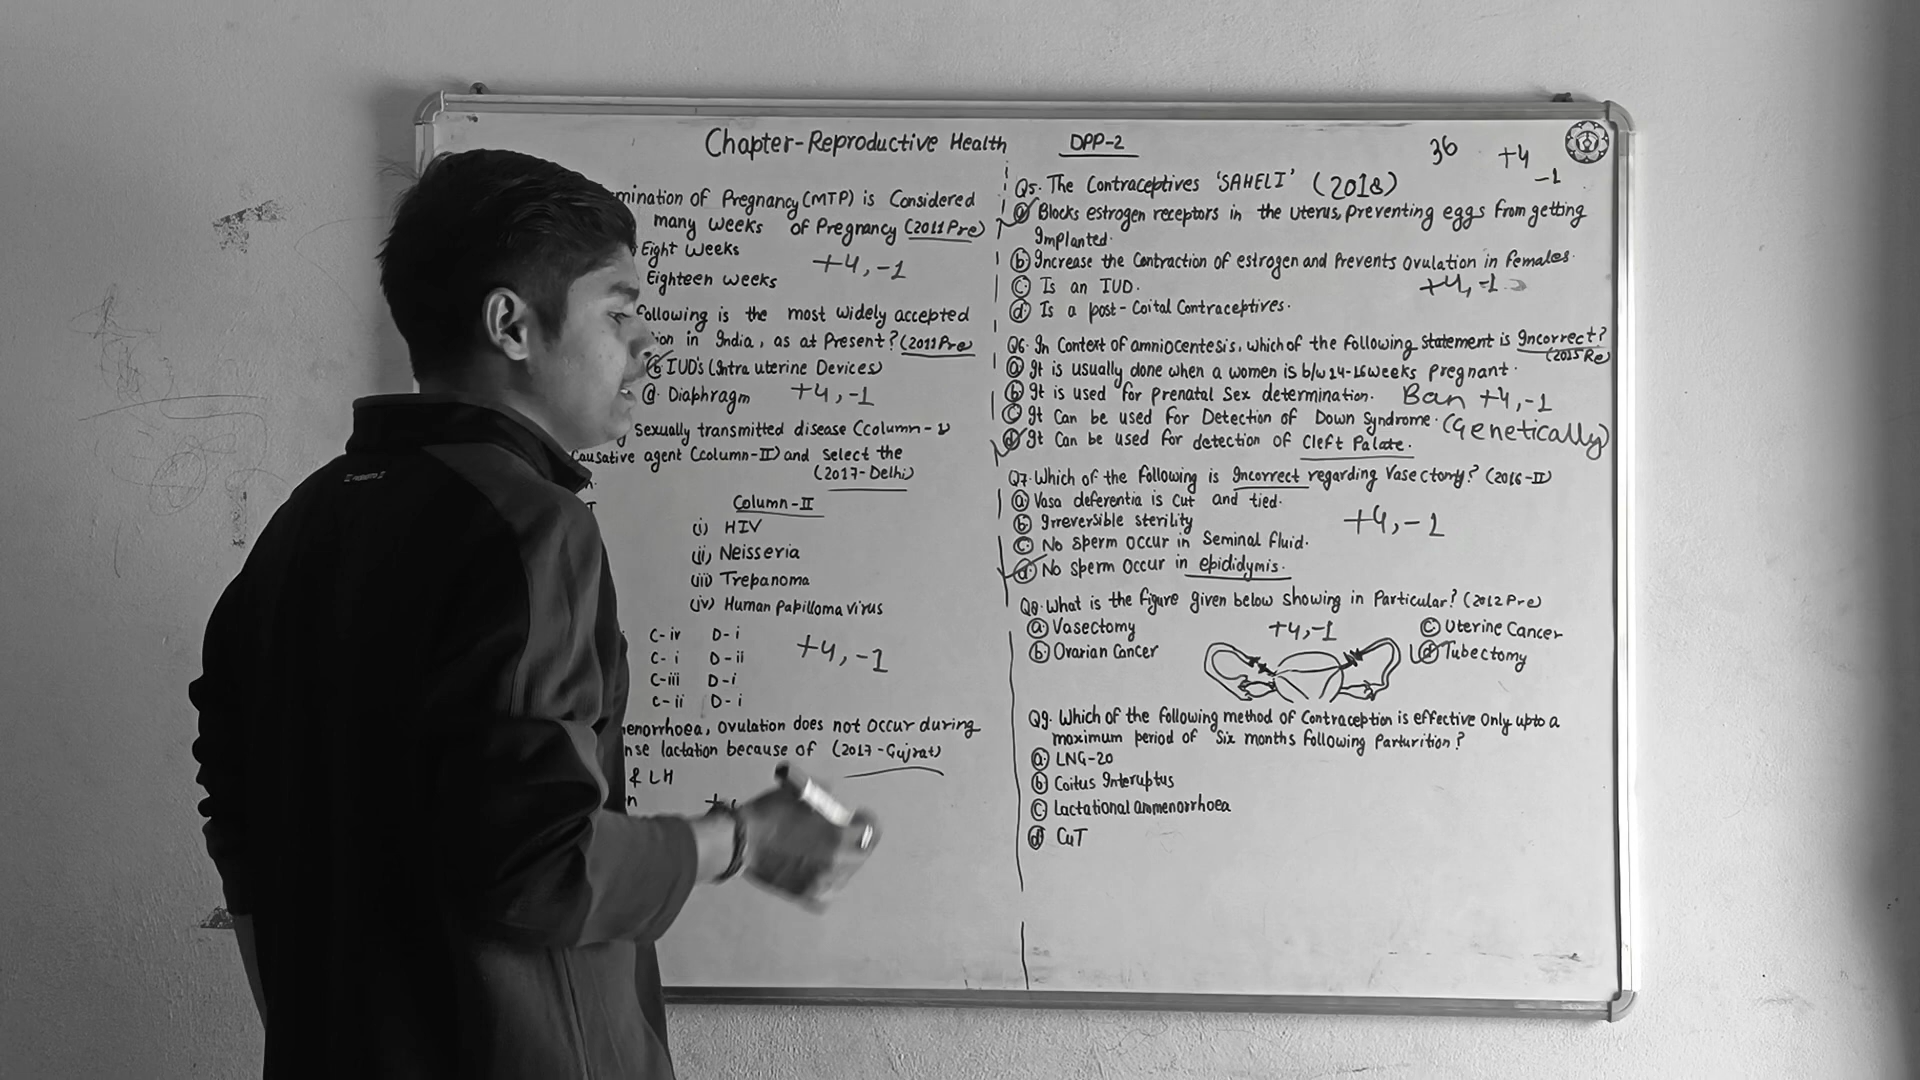 Chapter-Reproductive Health DPP-2
36 +4
-1
mination of Pregnancy (MTP) is Considered
many weeks of Pregnancy (2011 Pre)
Eight weeks
+4, -1
Eighteen weeks
following is the most widely accepted
ion in India, as at Present? (2011 Pre
IUD's (Intra uterine Devices)
d. Diaphragm +4, -1
Sexually transmitted disease (Column-1)
Causative agent (column-II) and select the
(2017-Delhi)
Column-II
(i) HIV
(ii) Neisseria
(iii) Trepanoma
(iv) Human Papilloma virus
C-iv D-i
+4, -1
C-i D-ii
C-iii D-i
C-ii D-i
enorrhoea, ovulation does not occur during
nse lactation because of (2017-Gujrat)
& LH
n
Q5. The Contraceptives 'SAHELI' (2018)
a Blocks estrogen receptors in the uterus, preventing eggs from getting
Implanted.
b Increase the Contraction of estrogen and Prevents ovulation in females.
c Is an IUD. +4, -1
d Is a post-Coital Contraceptives.
Q6. In Context of amniocentesis, which of the following statement is Incorrect?
(2015 Re)
a It is usually done when a women is b/w 14-16 weeks pregnant.
b It is used for Prenatal Sex determination. Ban +4, -1
c It Can be used for Detection of Down Syndrome. (Genetically)
d It Can be used for detection of Cleft Palate.
Q7. Which of the following is Incorrect regarding Vasectomy? (2016-II)
a Vasa deferentia is cut and tied.
b Irreversible sterility +4, -1
c No sperm occur in Seminal fluid.
d No sperm occur in epididymis.
Q8. What is the figure given below showing in Particular? (2012 Pre)
a Vasectomy +4, -1 c Uterine Cancer
b Ovarian Cancer d Tubectomy
Q9. Which of the following method of Contraception is effective only upto a
maximum period of Six months following Parturition?
a LNG-20
b Coitus Interuptus
c Lactational ammenorrhoea
d CuT